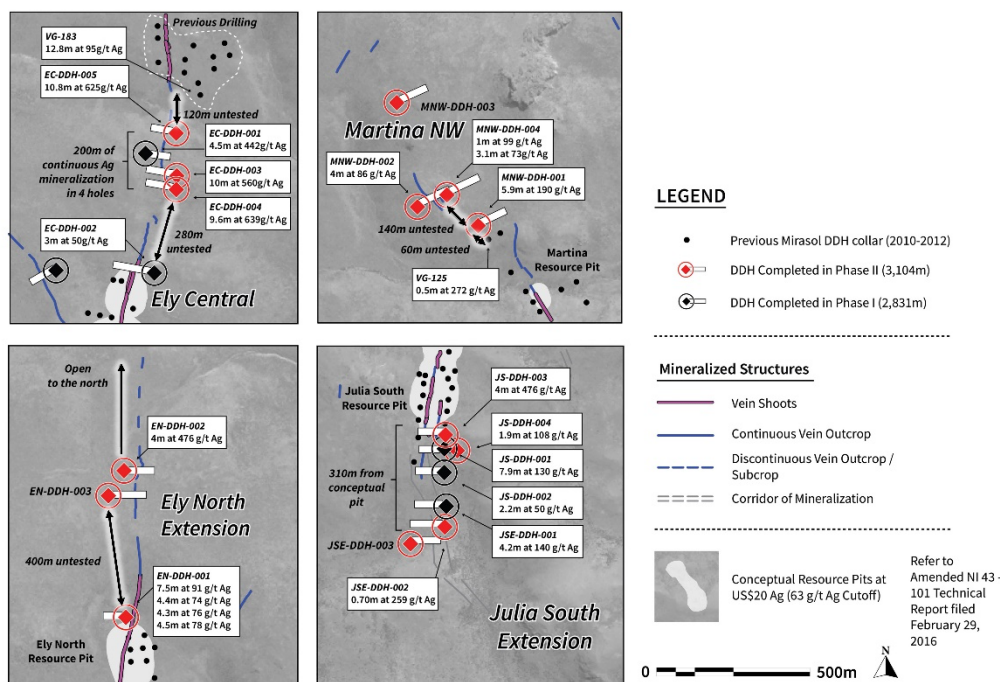 Previous Drilling
VG-183
12.8m at 95g/t Ag
EC-DDH-005
10.8m at 625g/t Ag
120m untested
EC-DDH-001
4.5m at 442g/t Ag
200m of
continuous Ag
mineralization
in 4 holes
EC-DDH-003
10m at 560g/t Ag
EC-DDH-004
9.6m at 639g/t Ag
EC-DDH-002
3m at 50g/t Ag
280m
untested
Ely Central
MNW-DDH-003
Martina NW
MNW-DDH-004
1m at 99 g/t Ag
3.1m at 73g/t Ag
MNW-DDH-002
4m at 86 g/t Ag
MNW-DDH-001
5.9m at 190 g/t Ag
140m untested
60m untested
Martina
Resource Pit
VG-125
0.5m at 272 g/t Ag
Open
to the north
EN-DDH-002
4m at 476 g/t Ag
EN-DDH-003
Ely North
Extension
400m untested
EN-DDH-001
7.5m at 91 g/t Ag
4.4m at 74 g/t Ag
4.3m at 76 g/t Ag
4.5m at 78 g/t Ag
Ely North
Resource Pit
Julia South
Resource Pit
JS-DDH-003
4m at 476 g/t Ag
JS-DDH-004
1.9m at 108 g/t Ag
JS-DDH-001
7.9m at 130 g/t Ag
310m from
conceptual
pit
JS-DDH-002
2.2m at 50 g/t Ag
JSE-DDH-001
4.2m at 140 g/t Ag
JSE-DDH-003
JSE-DDH-002
0.70m at 259 g/t Ag
Julia South
Extension
LEGEND
Previous Mirasol DDH collar (2010-2012)
DDH Completed in Phase II (3,104m)
DDH Completed in Phase I (2,831m)
Mineralized Structures
Vein Shoots
Continuous Vein Outcrop
Discontinuous Vein Outcrop /
Subcrop
Corridor of Mineralization
Conceptual Resource Pits at
US$20 Ag (63 g/t Ag Cutoff)
Refer to
Amended NI 43 -
101 Technical
Report filed
February 29,
2016
0 500m
N